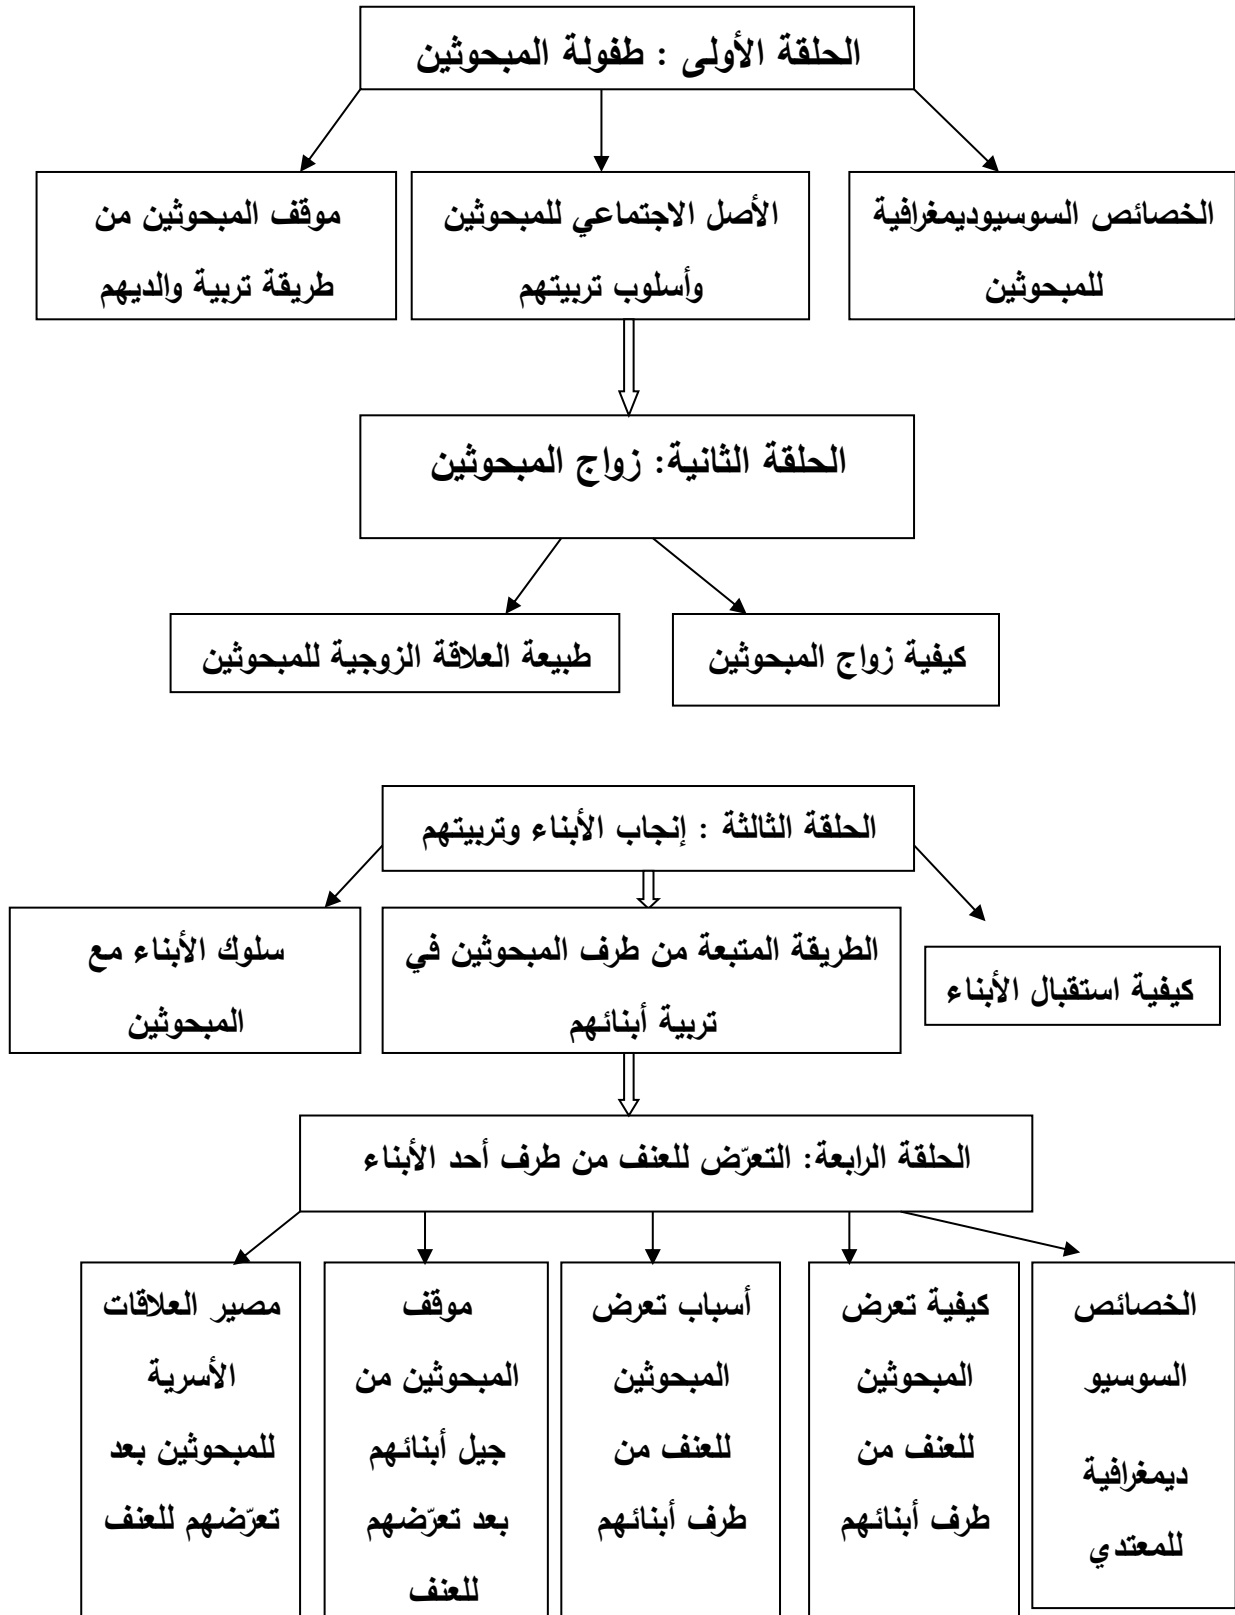 الحلقة الأولى : طفولة المبحوثين
الخصائص السوسيوديمغرافية
للمبحوثين
الأصل الاجتماعي للمبحوثين
وأسلوب تربيتهم
موقف المبحوثين من
طريقة تربية والديهم
الحلقة الثانية: زواج المبحوثين
كيفية زواج المبحوثين
طبيعة العلاقة الزوجية للمبحوثين
الحلقة الثالثة : إنجاب الأبناء وتربيتهم
كيفية استقبال الأبناء
الطريقة المتبعة من طرف المبحوثين في
تربية أبنائهم
سلوك الأبناء مع
المبحوثين
الحلقة الرابعة: التعرّض للعنف من طرف أحد الأبناء
الخصائص
السوسيو
ديمغرافية
للمعتدي
كيفية تعرض
المبحوثين
للعنف من
طرف أبنائهم
أسباب تعرض
المبحوثين
للعنف من
طرف أبنائهم
موقف
المبحوثين من
جيل أبنائهم
بعد تعرّضهم
للعنف
مصير العلاقات
الأسرية
للمبحوثين بعد
تعرّضهم للعنف